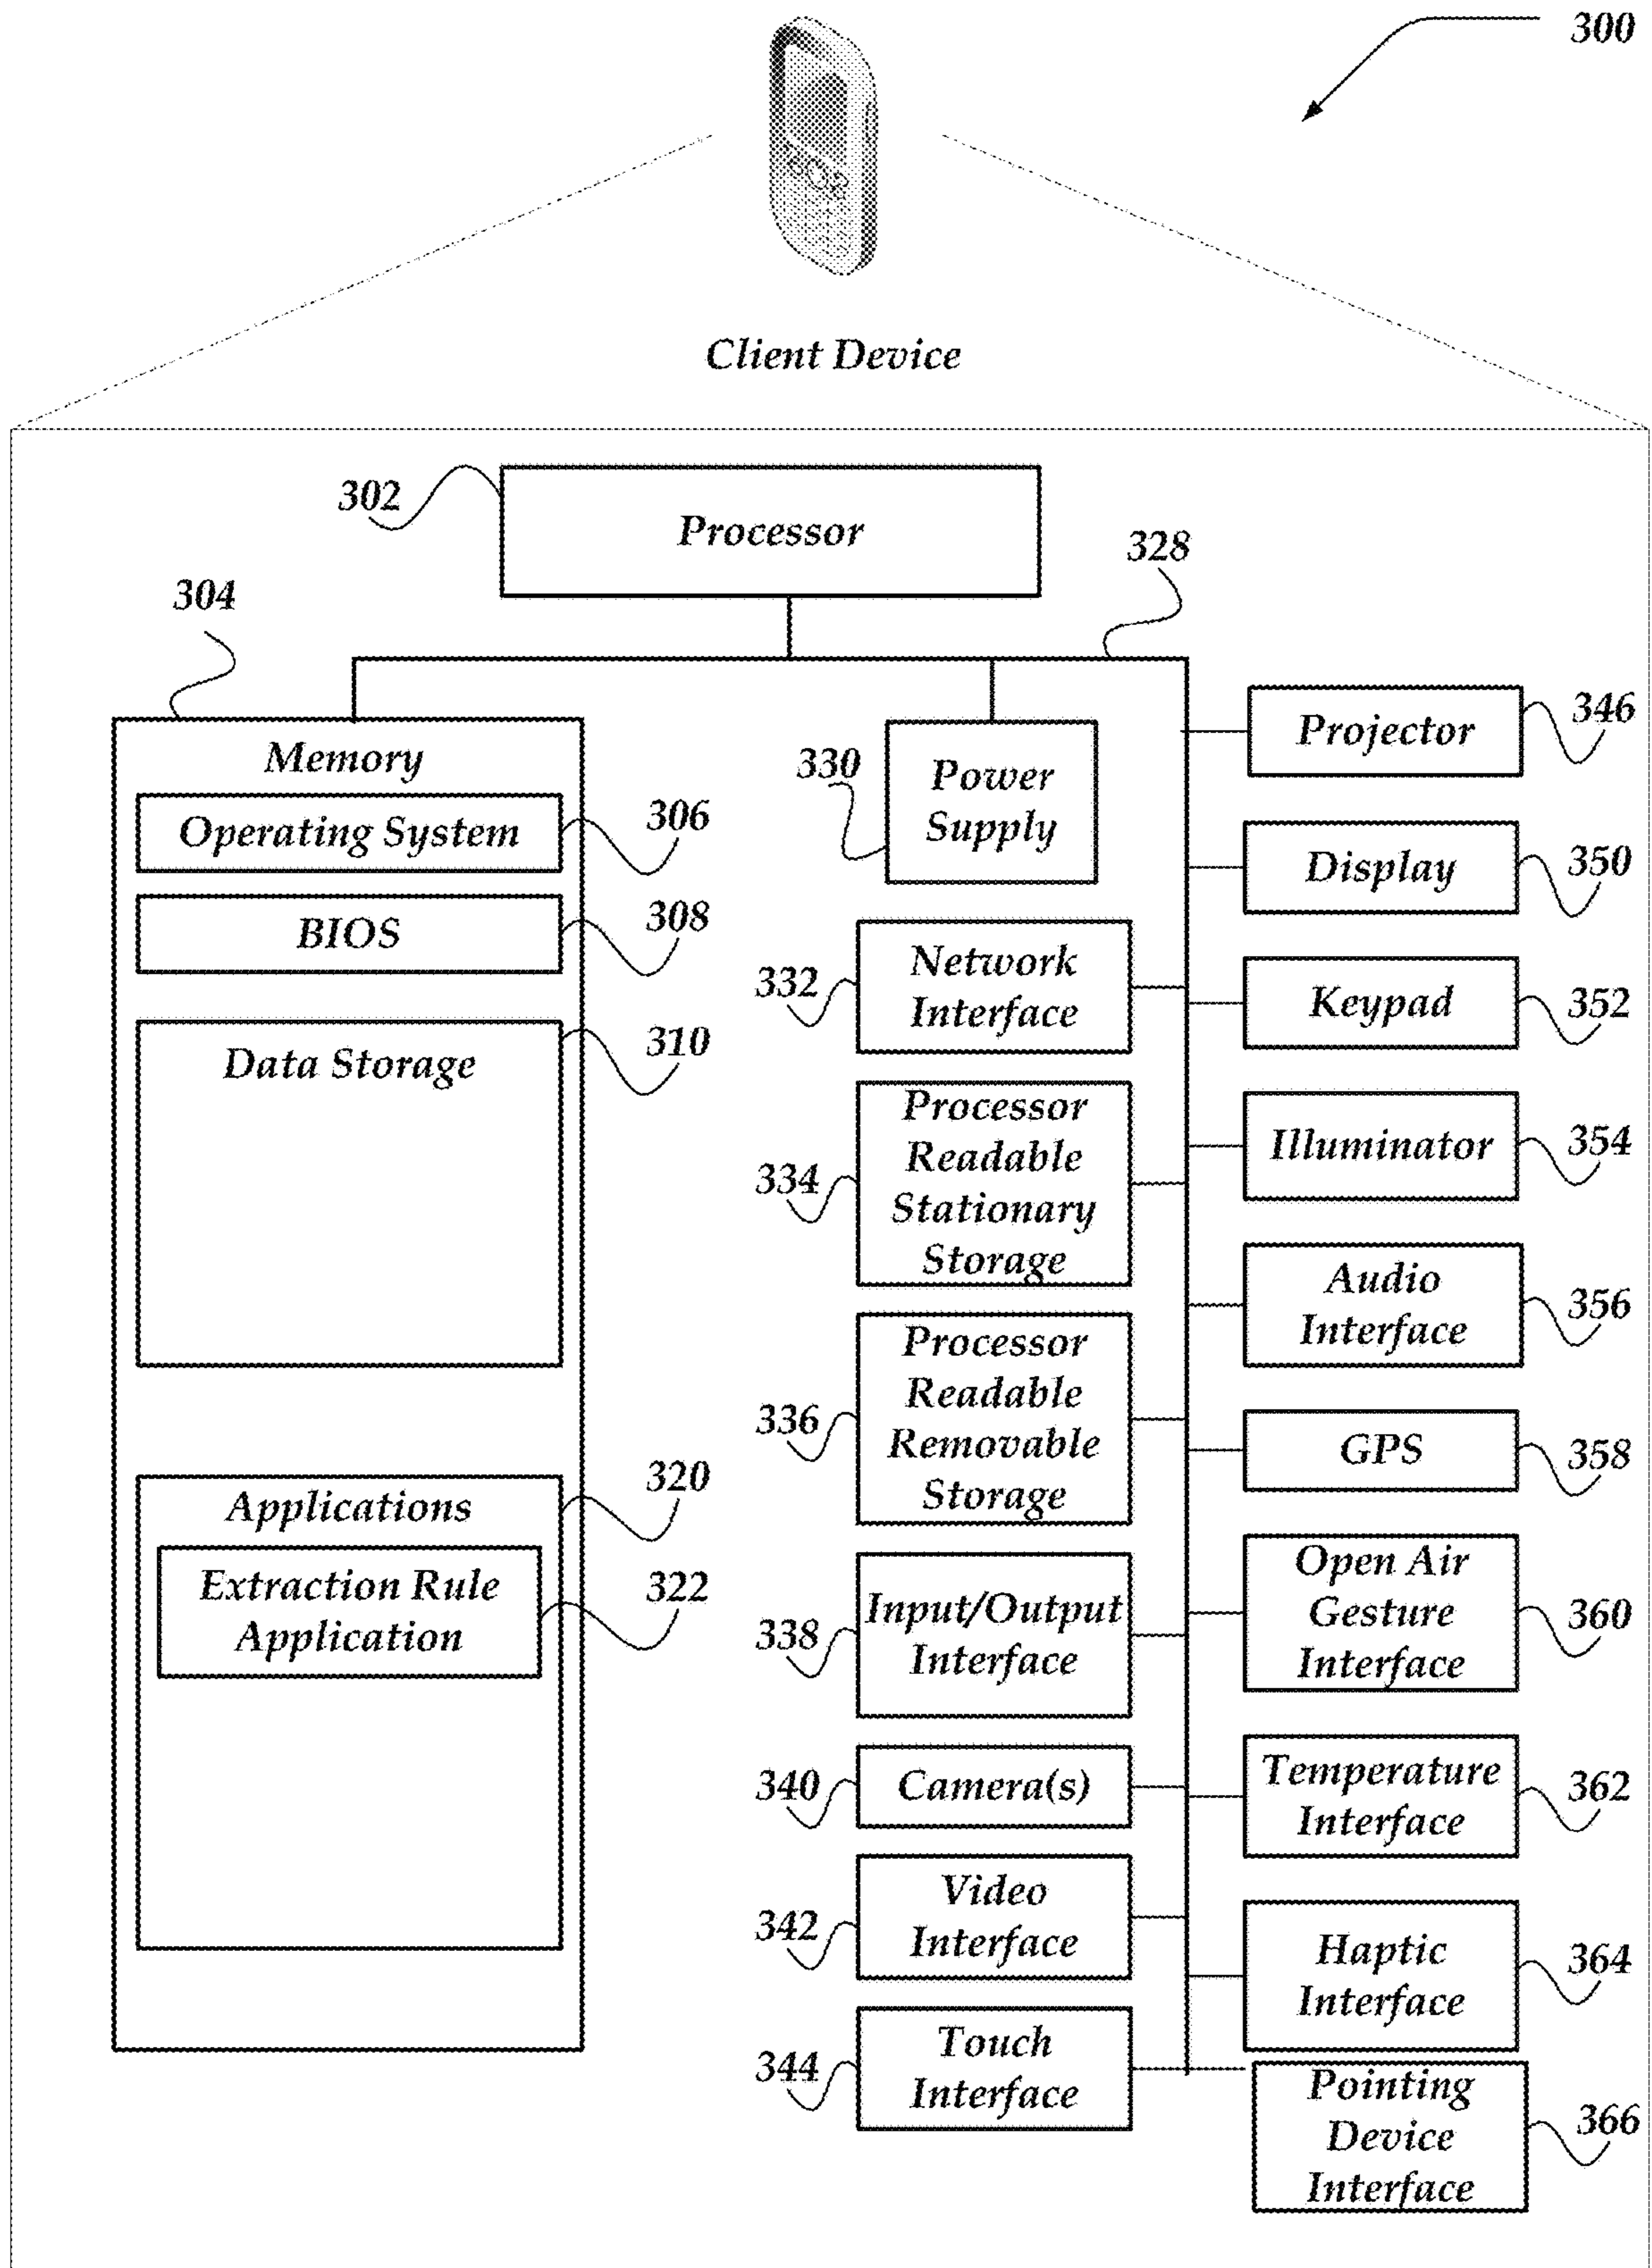 300
Client Device
302
Processor
328
304
Memory
Operating System
306
BIOS
308
Data Storage
310
Applications
320
Extraction Rule
Application
322
330
Power
Supply
332
Network
Interface
334
Processor
Readable
Stationary
Storage
336
Processor
Readable
Removable
Storage
338
Input/Output
Interface
340
Camera(s)
342
Video
Interface
344
Touch
Interface
Projector
346
Display
350
Keypad
352
Illuminator
354
Audio
Interface
356
GPS
358
Open Air
Gesture
Interface
360
Temperature
Interface
362
Haptic
Interface
364
Pointing
Device
Interface
366